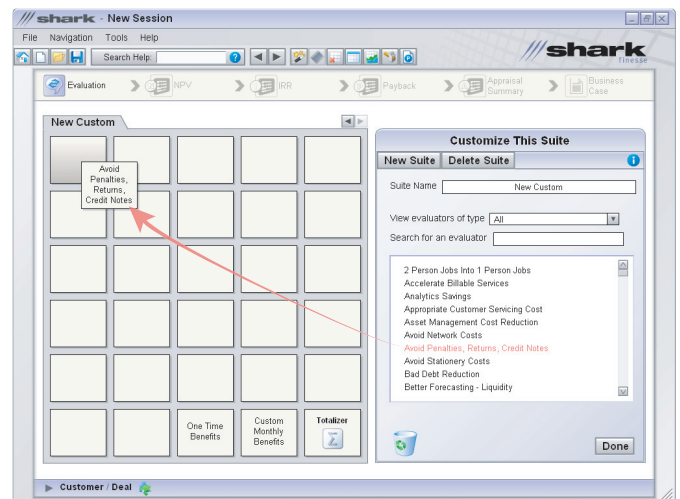 shark - New Session
File Navigation Tools Help
Search Help:
shark
finesse
Evaluation
NPV
IRR
Payback
Appraisal
Summary
Business
Case
New Custom
Avoid
Penalties,
Returns,
Credit Notes
One Time
Benefits
Custom
Monthly
Benefits
Totalizer
Σ
Customize This Suite
New Suite Delete Suite
Suite Name New Custom
View evaluators of type All
Search for an evaluator
2 Person Jobs Into 1 Person Jobs
Accelerate Billable Services
Analytics Savings
Appropriate Customer Servicing Cost
Asset Management Cost Reduction
Avoid Network Costs
Avoid Penalties, Returns, Credit Notes
Avoid Stationery Costs
Bad Debt Reduction
Better Forecasting - Liquidity
Done
Customer / Deal